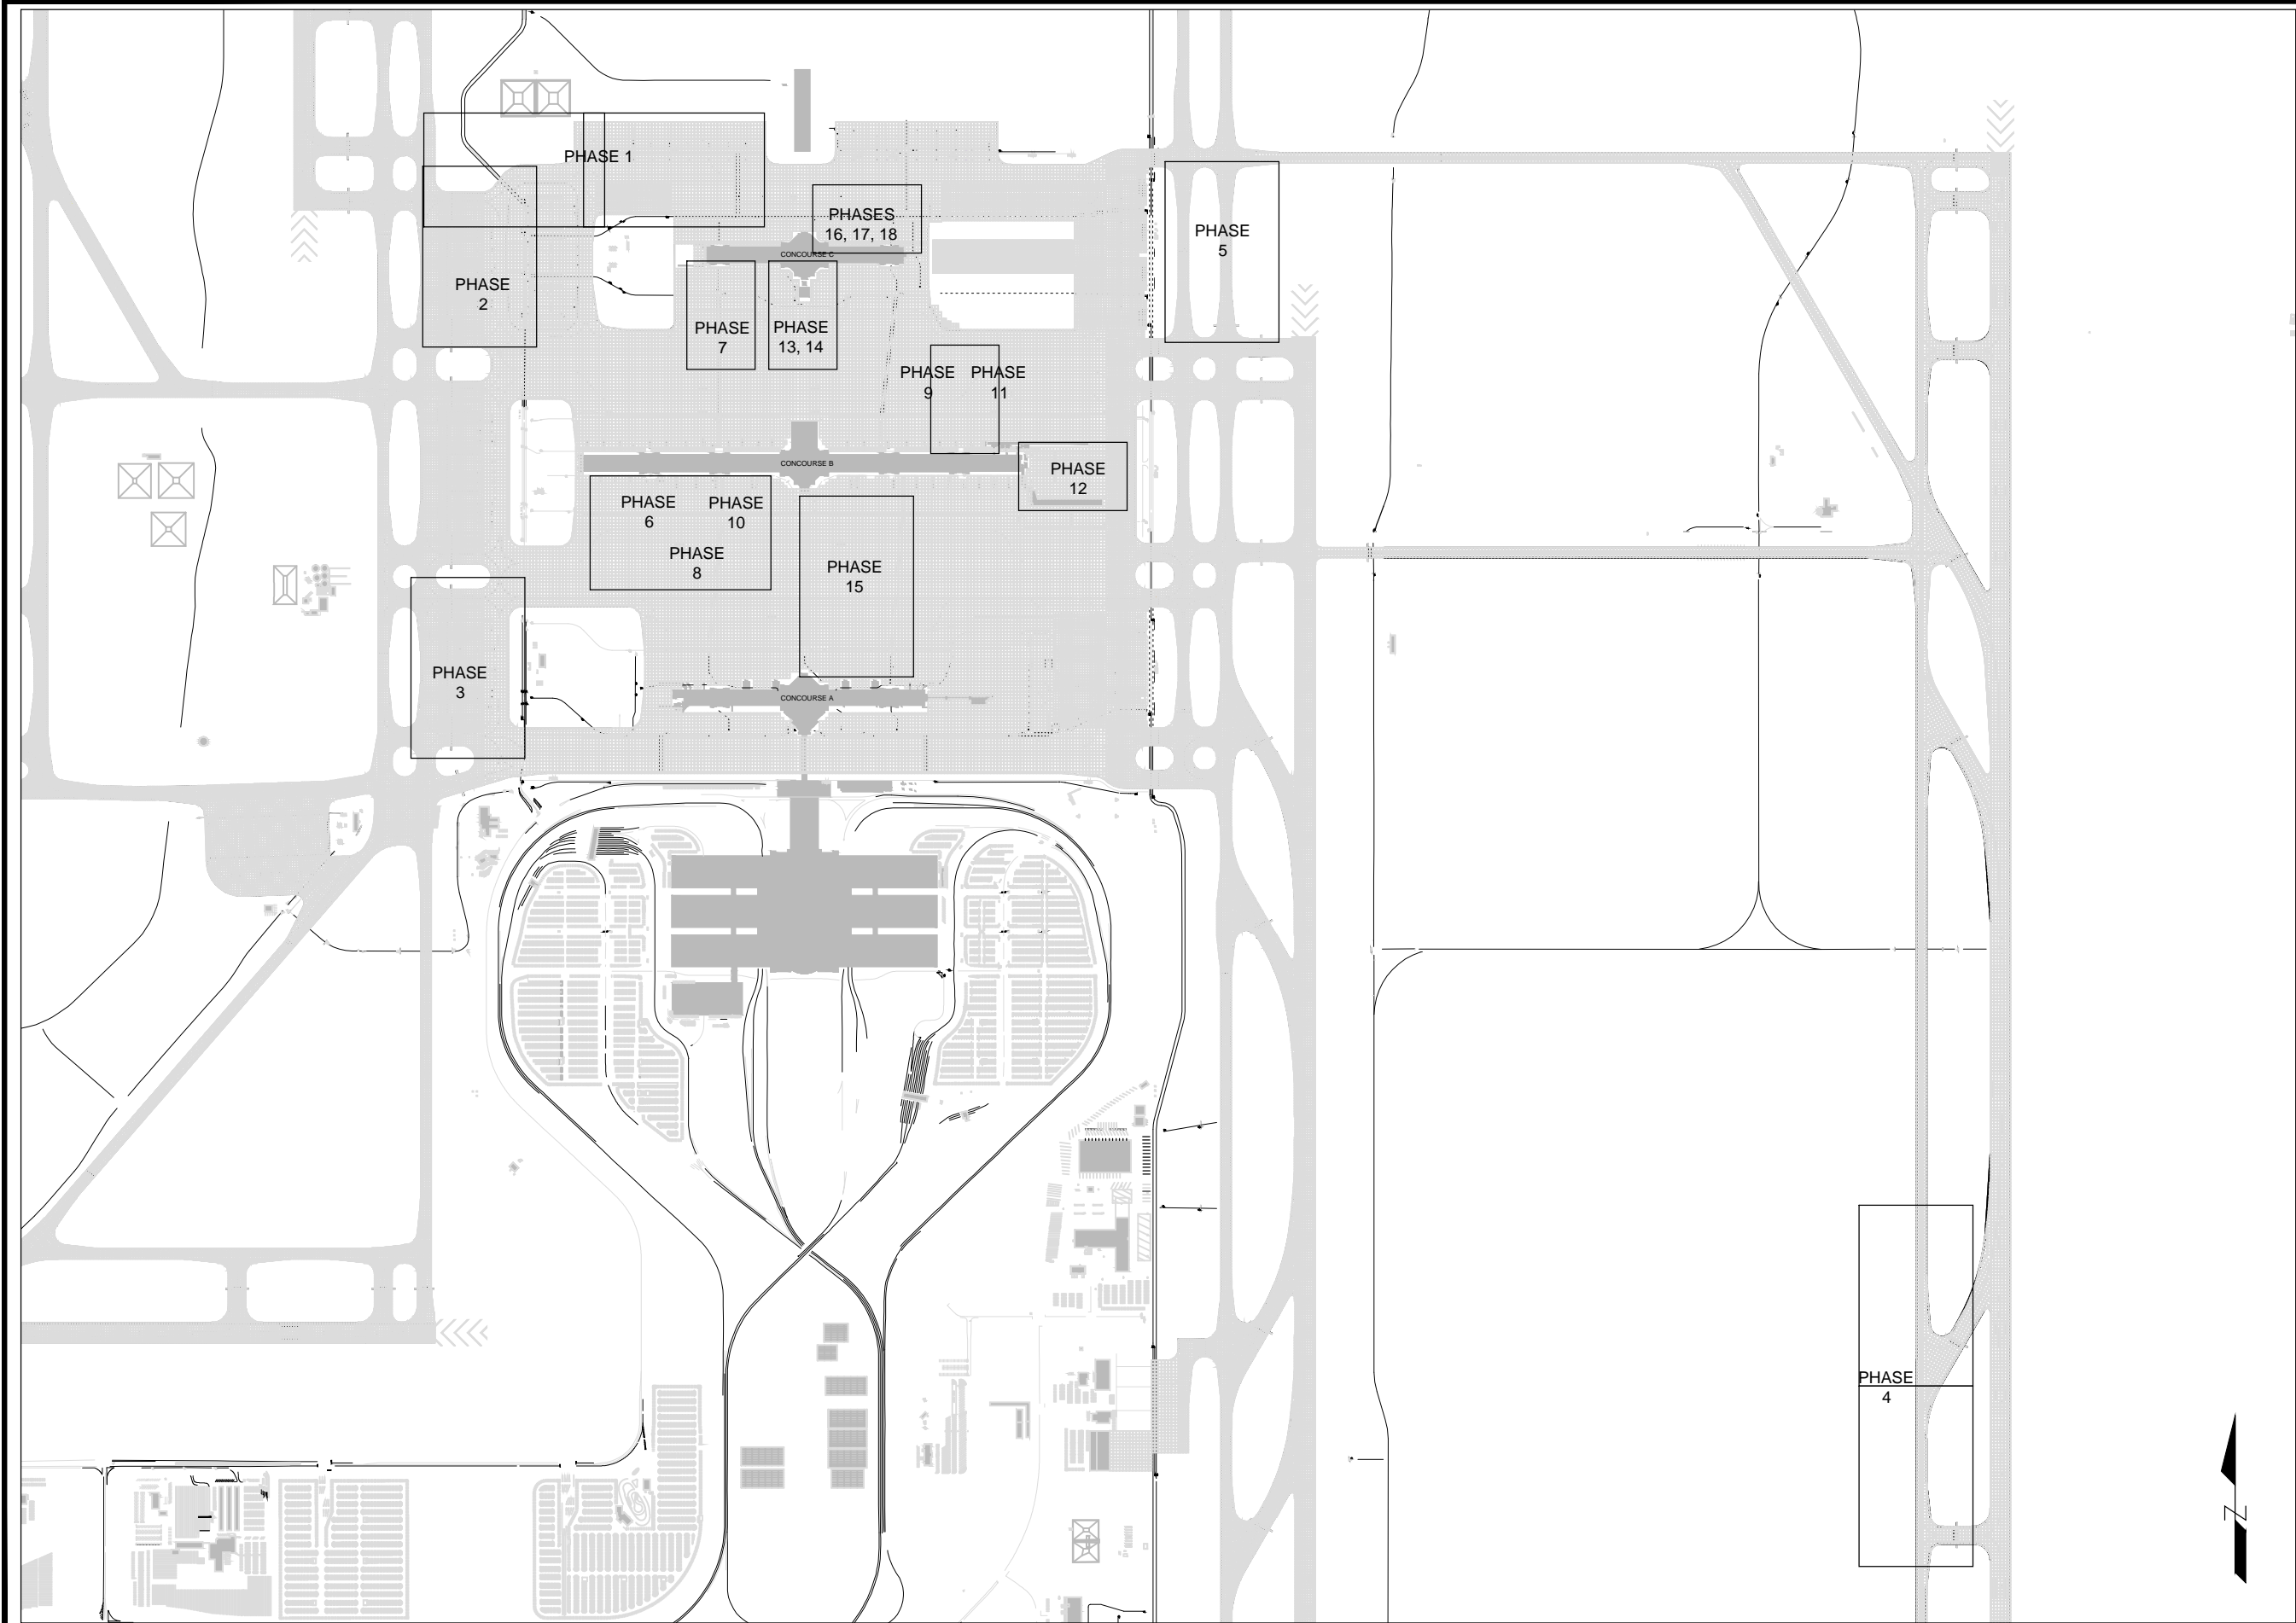 PHASE 1
PHASES
16, 17, 18
PHASE
5
CONCOURSE C
PHASE
2
PHASE
7
PHASE
13, 14
PHASE
9
PHASE
11
CONCOURSE B
PHASE
12
PHASE
6
PHASE
10
PHASE
8
PHASE
15
PHASE
3
CONCOURSE A
PHASE
4
N